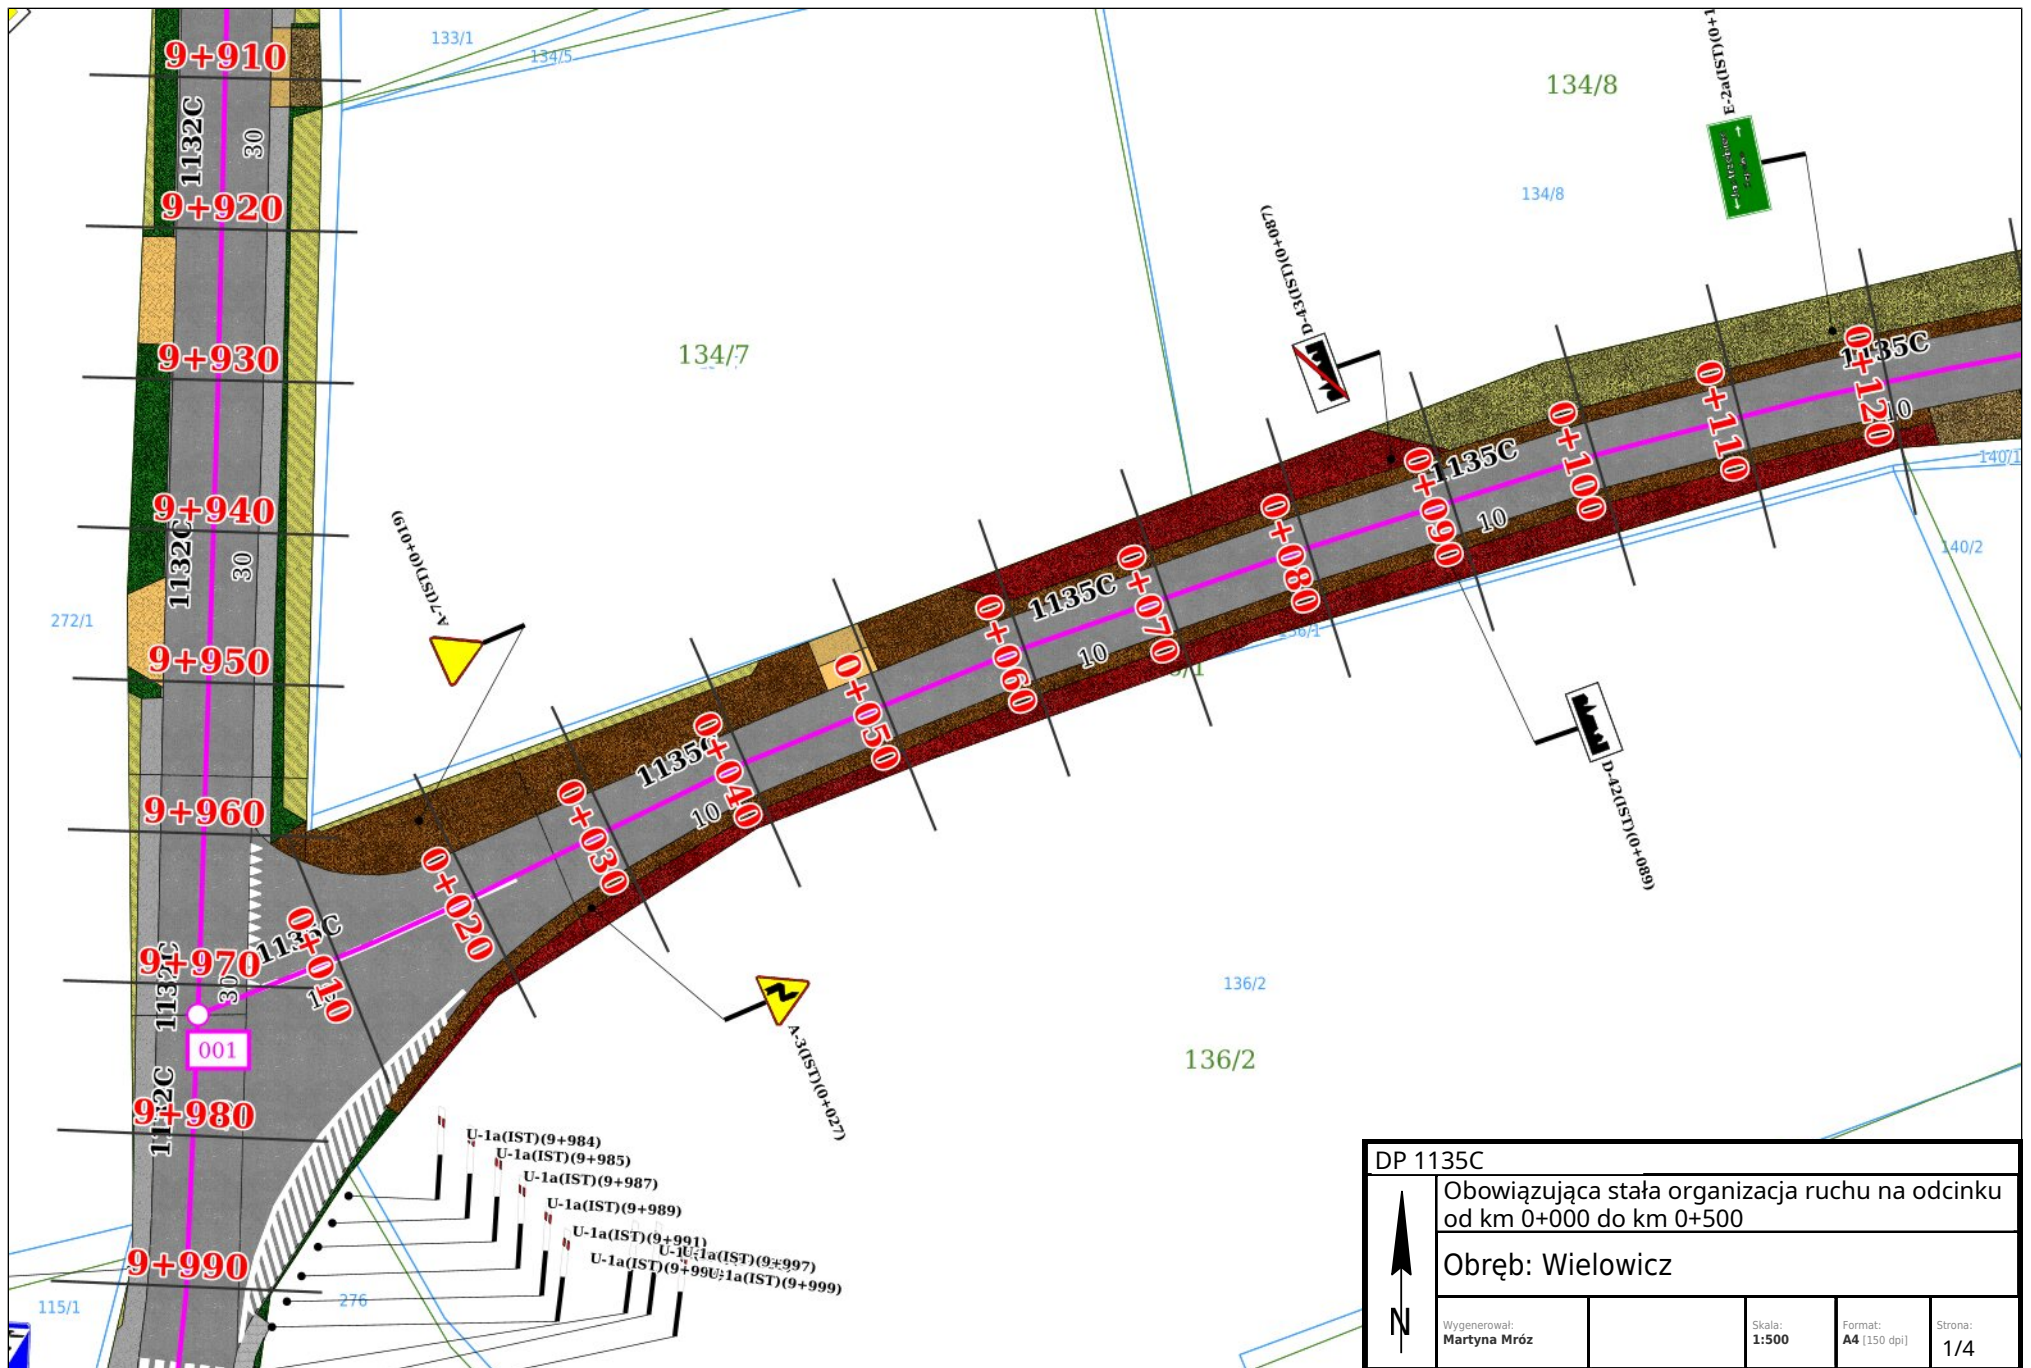 9+910
1132C
30
9+920
9+930
9+940
1132C
30
9+950
9+960
9+970
1132C
30
001
9+980
9+990
133/1
134/5
134/7
134/8
134/8
272/1
115/1
276
136/2
136/2
136/1
140/1
140/2
A-7(IST)(0+019)
A-3(IST)(0+027)
D-43(IST)(0+087)
D-42(IST)(0+089)
E-2a(IST)(0+1
0+010
1135C
0+020
0+030
1135C
10
0+040
0+050
0+060
1135C
10
0+070
0+080
0+090
1135C
10
0+100
0+110
0+120
1135C
U-1a(IST)(9+984)
U-1a(IST)(9+985)
U-1a(IST)(9+987)
U-1a(IST)(9+989)
U-1a(IST)(9+991)
U-1a(IST)(9+997)
U-1a(IST)(9+999)
DP 1135C
Obowiązująca stała organizacja ruchu na odcinku
od km 0+000 do km 0+500
Obręb: Wielowicz
N
Wygenerował:
Martyna Mróz
Skala:
1:500
Format:
A4 [150 dpi]
Strona:
1/4